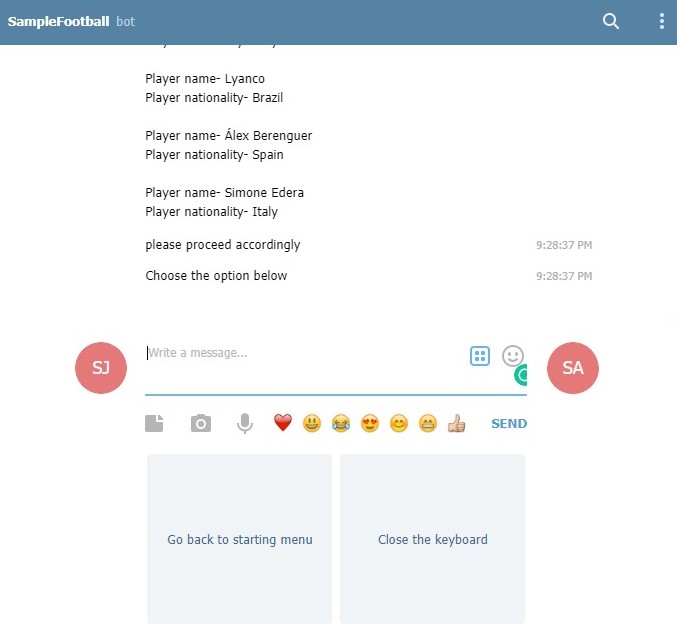 SampleFootball bot
Player name- Lyanco
Player nationality- Brazil
Player name- Álex Berenguer
Player nationality- Spain
Player name- Simone Edera
Player nationality- Italy
please proceed accordingly 9:28:37 PM
Choose the option below 9:28:37 PM
SJ
Write a message...
SA
SEND
Go back to starting menu
Close the keyboard